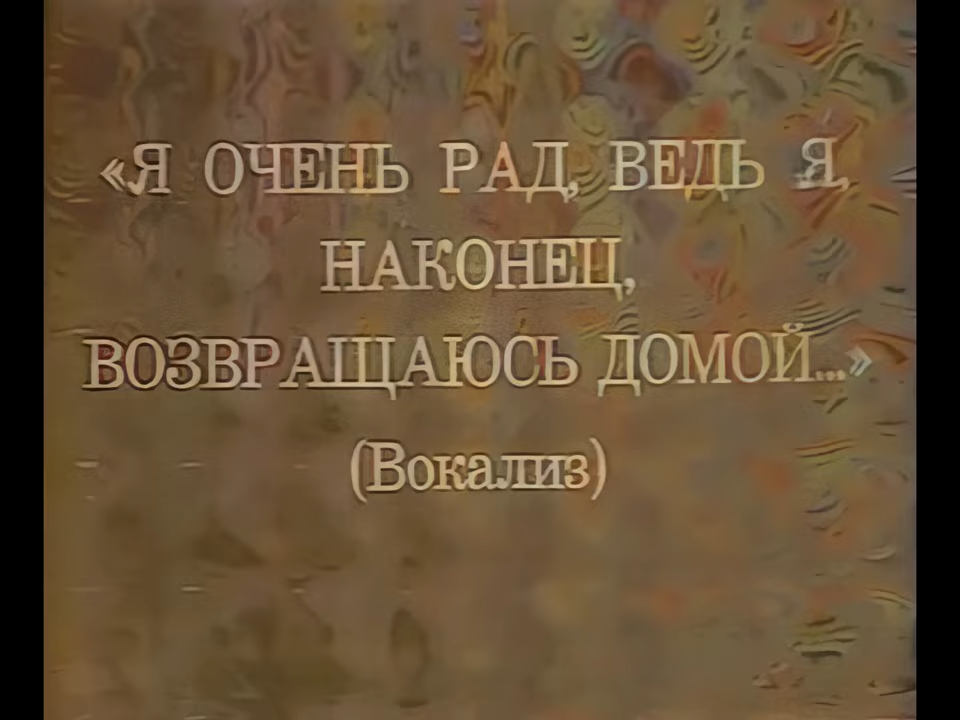 «Я ОЧЕНЬ РАД, ВЕДЬ Я,
НАКОНЕЦ,
ВОЗВРАЩАЮСЬ ДОМОЙ...»
(Вокализ)